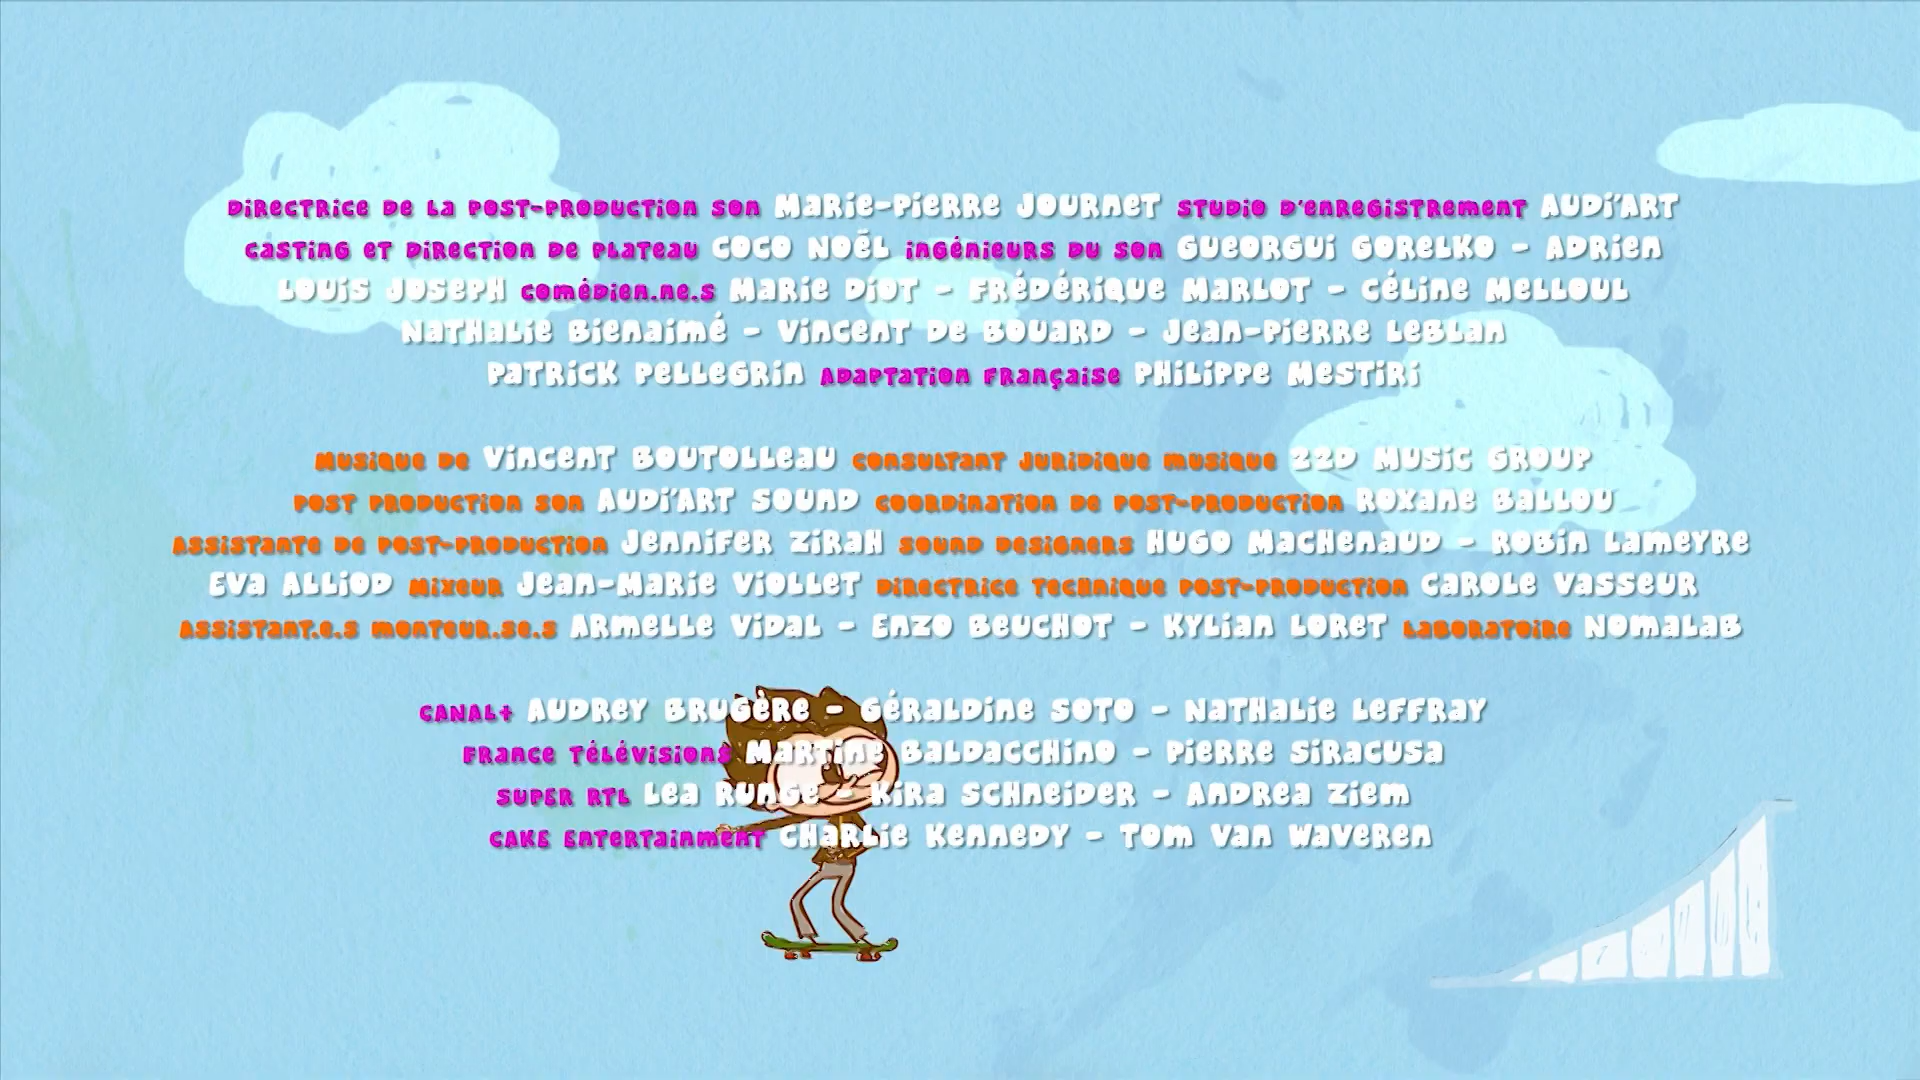 Directrice de la post-production son Marie-Pierre JOURNET Studio d'enregistrement AUDI'ART
Casting et direction de plateau Coco NOËL Ingénieurs du son Gueorgui GORELKO - Adrien
Louis JOSEPH Comédien.ne.s Marie DIOT - Frédérique MARLOT - Céline MELLOUL
Nathalie BIENAIMÉ - Vincent DE BOUARD - Jean-Pierre LEBLAN
Patrick PELLEGRIN Adaptation française Philippe MESTIRI
Musique de Vincent BOUTOLLEAU Consultant juridique musique 22D MUSIC GROUP
Post production son AUDI'ART SOUND Coordination de post-production Roxane BALLOU
Assistante de post-production Jennifer ZIRAH Sound designers Hugo MACHENAUD - Robin LAMEYRE
Eva ALLIOD Mixeur Jean-Marie VIOLLET Directrice technique post-production Carole VASSEUR
Assistant.e.s monteur.se.s Armelle VIDAL - Enzo BEUCHOT - Kylian LORET Laboratoire NOMALAB
CANAL+ Audrey BRUGÈRE - Géraldine SOTO - Nathalie LEFFRAY
France Télévisions Martine BALDACCHINO - Pierre SIRACUSA
SUPER RTL Lea RUNGE - Kira SCHNEIDER - Andrea ZIEM
CAKE Entertainment Charlie KENNEDY - Tom VAN WAVEREN